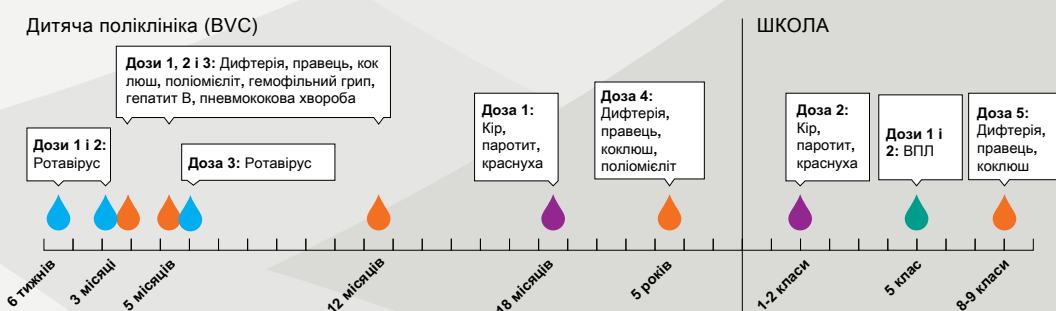 Дитяча поліклініка (BVC)
ШКОЛА
Дози 1, 2 і 3: Дифтерія, правець, кок
люш, поліомієліт, гемофільний грип,
гепатит B, пневмококова хвороба
Дози 1 і 2:
Ротавірус
Доза 3: Ротавірус
Доза 1:
Кір,
паротит,
краснуха
Доза 4:
Дифтерія,
правець,
коклюш,
поліомієліт
Доза 2:
Кір,
паротит,
краснуха
Дози 1 і
2: ВПЛ
Доза 5:
Дифтерія,
правець,
коклюш
6 тижнів
3 місяці
5 місяців
12 місяців
18 місяців
5 років
1-2 класи
5 клас
8-9 класи